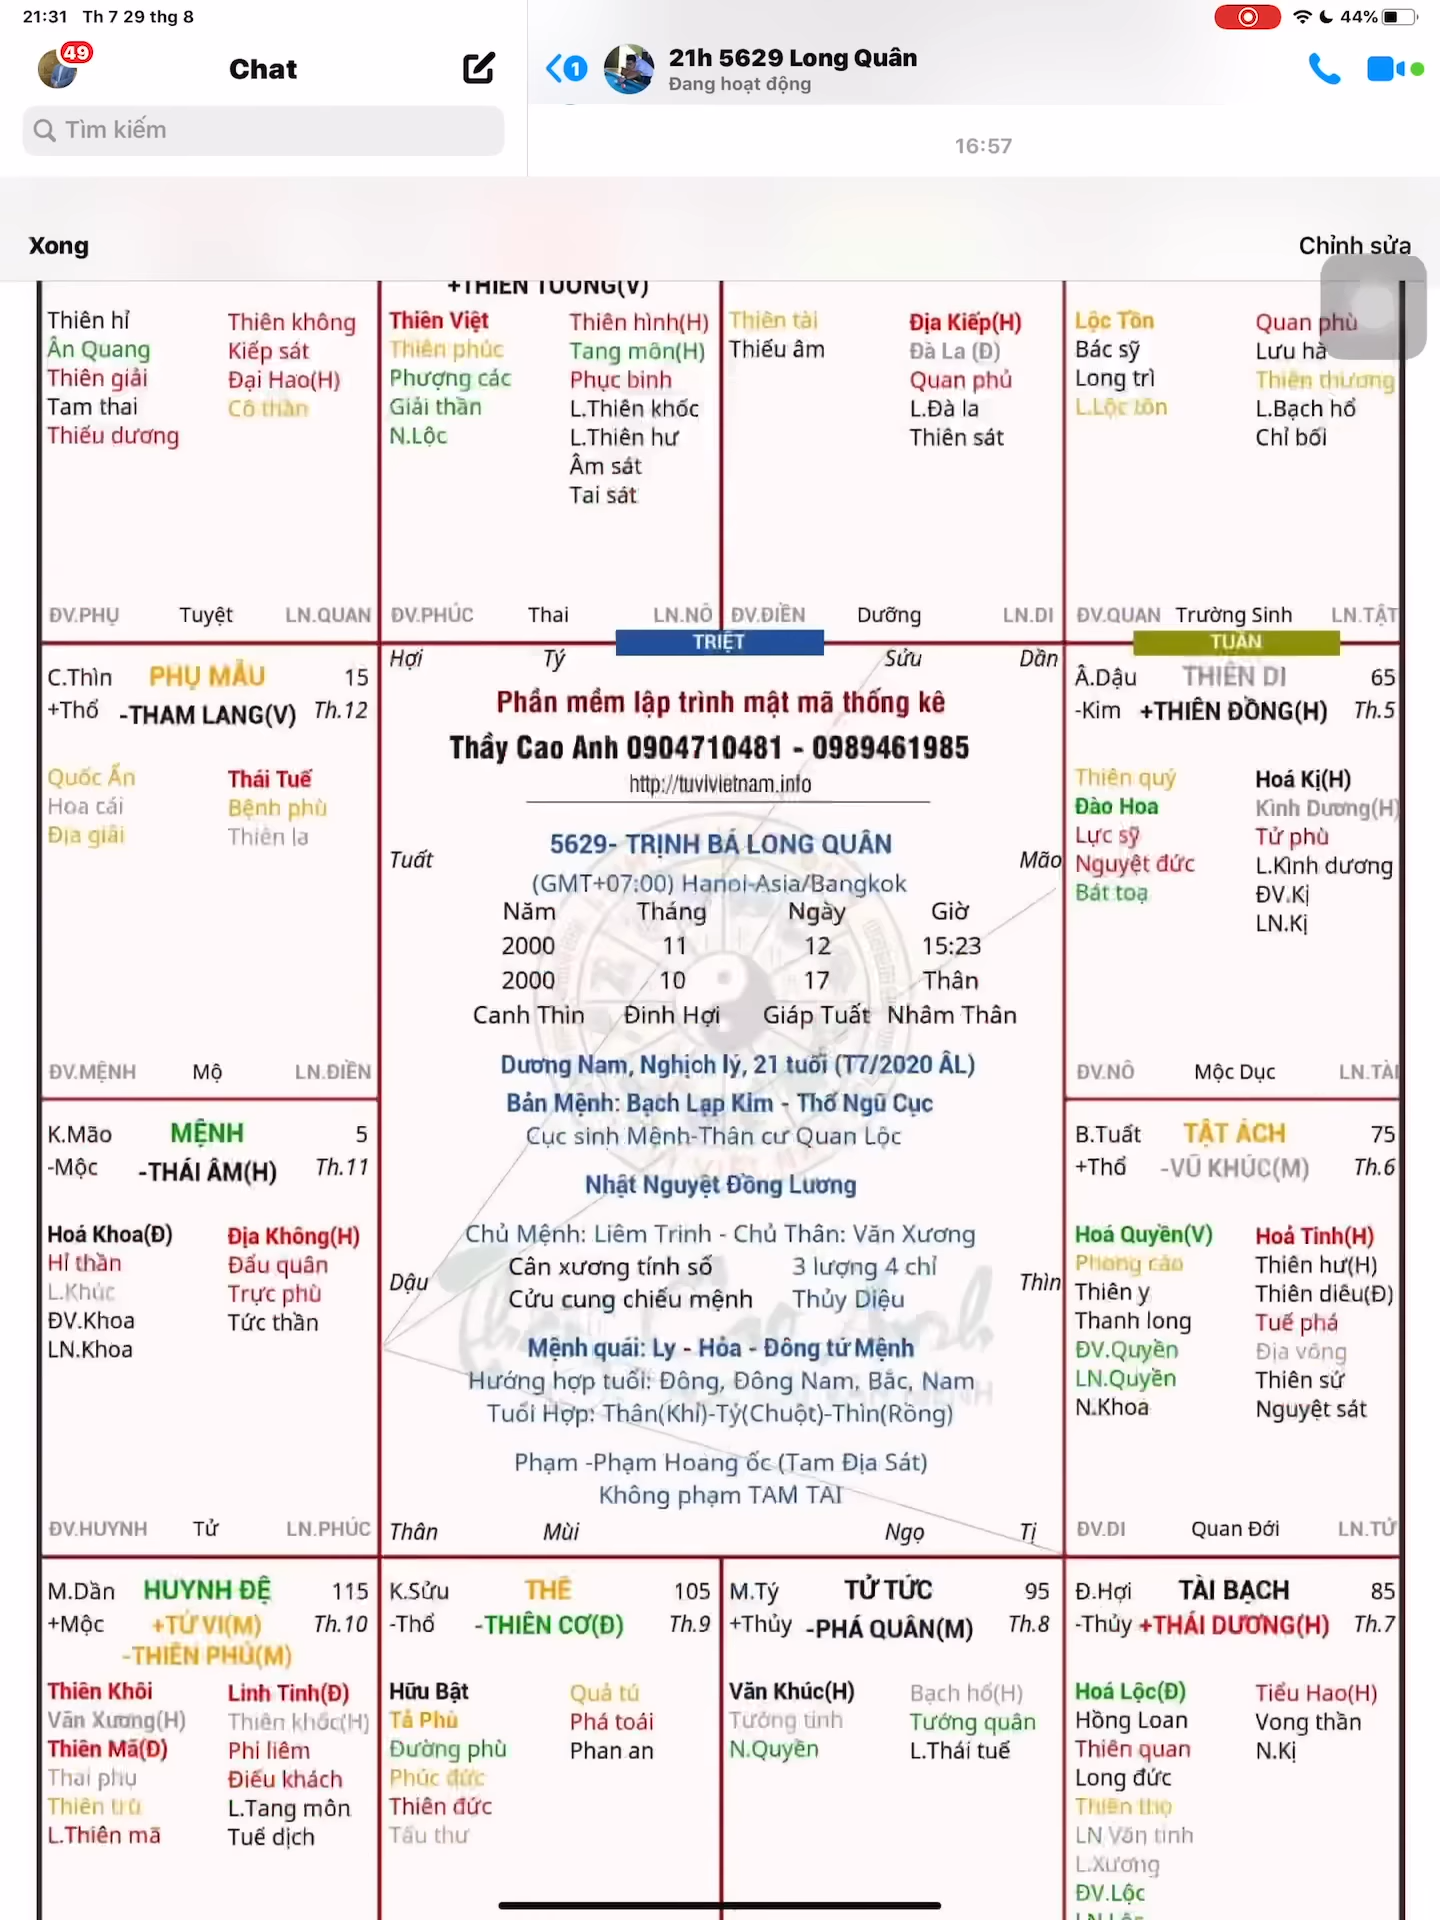 21:31 Th 7 29 thg 8
44%
49
Chat
1
21h 5629 Long Quân
Đang hoạt động
Tìm kiếm
16:57
Xong
Chỉnh sửa
Thiên hỉ
Ân Quang
Thiên giải
Tam thai
Thiếu dương
Thiên không
Kiếp sát
Đại Hao(H)
Cô thần
ĐV.PHỤ Tuyệt LN.QUAN
+THIÊN TƯỚNG(V)
Thiên Việt
Thiên phúc
Phượng các
Giải thần
N.Lộc
Thiên hình(H)
Tang môn(H)
Phục binh
L.Thiên khốc
L.Thiên hư
Âm sát
Tai sát
ĐV.PHÚC Thai LN.NÔ
Thiên tài
Thiếu âm
Địa Kiếp(H)
Đà La (Đ)
Quan phủ
L.Đà la
Thiên sát
ĐV.ĐIỀN Dưỡng LN.DI
Lộc Tồn
Bác sỹ
Long trì
L.Lộc tồn
Quan phù
Lưu hà
Thiên thương
L.Bạch hổ
Chỉ bối
ĐV.QUAN Trường Sinh LN.TẬT
TRIỆT
TUẦN
C.Thìn PHỤ MẪU 15
+Thổ -THAM LANG(V) Th.12
Quốc Ấn
Hoa cái
Địa giải
Thái Tuế
Bệnh phù
Thiên la
ĐV.MỆNH Mộ LN.ĐIỀN
Hợi Tý Sửu Dần
Phần mềm lập trình mật mã thống kê
Thầy Cao Anh 0904710481 - 0989461985
http://tuvivietnam.info
5629- TRỊNH BÁ LONG QUÂN
Tuất Mão
(GMT+07:00) Hanoi-Asia/Bangkok
Năm Tháng Ngày Giờ
2000 11 12 15:23
2000 10 17 Thân
Canh Thìn Đinh Hợi Giáp Tuất Nhâm Thân
Dương Nam, Nghịch lý, 21 tuổi (T7/2020 ÂL)
Bản Mệnh: Bạch Lạp Kim - Thổ Ngũ Cục
Cục sinh Mệnh-Thân cư Quan Lộc
Nhật Nguyệt Đồng Lương
Chủ Mệnh: Liêm Trinh - Chủ Thân: Văn Xương
Cân xương tính số 3 lượng 4 chỉ
Dậu Thìn
Cửu cung chiếu mệnh Thủy Diệu
Mệnh quái: Ly - Hỏa - Đông tứ Mệnh
Hướng hợp tuổi: Đông, Đông Nam, Bắc, Nam
Tuổi Hợp: Thân(Khỉ)-Tý(Chuột)-Thìn(Rồng)
Phạm -Phạm Hoang ốc (Tam Địa Sát)
Không phạm TAM TAI
Thân Mùi Ngọ Tị
Â.Dậu THIÊN DI 65
-Kim +THIÊN ĐỒNG(H) Th.5
Thiên quý
Đào Hoa
Lực sỹ
Nguyệt đức
Bát toạ
Hoá Kị(H)
Kình Dương(H)
Tử phù
L.Kình dương
ĐV.Kị
LN.Kị
ĐV.NÔ Mộc Dục LN.TÀI
K.Mão MỆNH 5
-Mộc -THÁI ÂM(H) Th.11
Hoá Khoa(Đ)
Hỉ thần
L.Khúc
ĐV.Khoa
LN.Khoa
Địa Không(H)
Đẩu quân
Trực phù
Tức thần
ĐV.HUYNH Tử LN.PHÚC
B.Tuất TẬT ÁCH 75
+Thổ -VŨ KHÚC(M) Th.6
Hoá Quyền(V)
Phong cáo
Thiên y
Thanh long
ĐV.Quyền
LN.Quyền
N.Khoa
Hoả Tinh(H)
Thiên hư(H)
Thiên diêu(Đ)
Tuế phá
Địa võng
Thiên sứ
Nguyệt sát
ĐV.DI Quan Đới LN.TỬ
M.Dần HUYNH ĐỆ 115
+Mộc +TỬ VI(M) Th.10
-THIÊN PHỦ(M)
Thiên Khôi
Văn Xương(H)
Thiên Mã(Đ)
Thai phụ
Thiên trù
L.Thiên mã
Linh Tinh(Đ)
Thiên khốc(H)
Phi liêm
Điếu khách
L.Tang môn
Tuế dịch
K.Sửu THÊ 105
-Thổ -THIÊN CƠ(Đ) Th.9
Hữu Bật
Tả Phù
Đường phù
Phúc đức
Thiên đức
Tấu thư
Quả tú
Phá toái
Phan an
M.Tý TỬ TỨC 95
+Thủy -PHÁ QUÂN(M) Th.8
Văn Khúc(H)
Tướng tinh
N.Quyền
Bạch hổ(H)
Tướng quân
L.Thái tuế
Đ.Hợi TÀI BẠCH 85
-Thủy +THÁI DƯƠNG(H) Th.7
Hoá Lộc(Đ)
Hồng Loan
Thiên quan
Long đức
Thiên thọ
LN Văn tinh
L.Xương
ĐV.Lộc
LN.Lộc
Tiểu Hao(H)
Vong thần
N.Kị